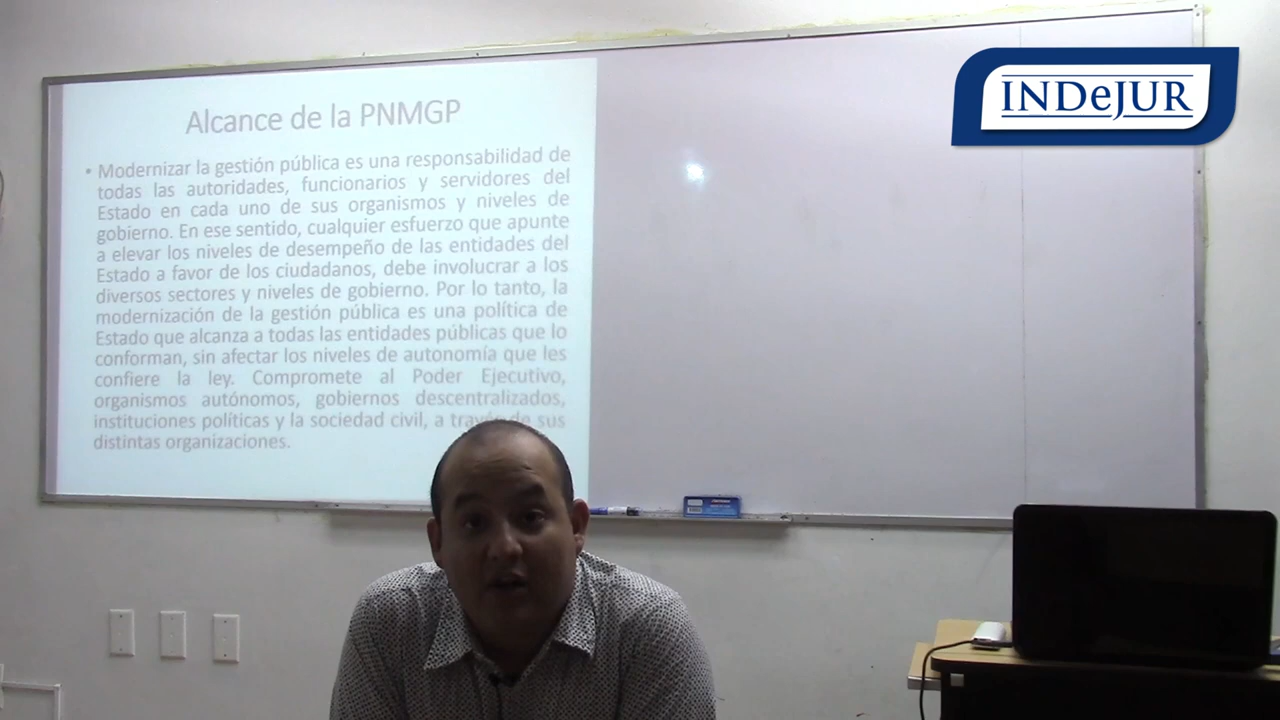 INDeJUR
Alcance de la PNMGP
• Modernizar la gestión pública es una responsabilidad de
todas las autoridades, funcionarios y servidores del
Estado en cada uno de sus organismos y niveles de
gobierno. En ese sentido, cualquier esfuerzo que apunte
a elevar los niveles de desempeño de las entidades del
Estado a favor de los ciudadanos, debe involucrar a los
diversos sectores y niveles de gobierno. Por lo tanto, la
modernización de la gestión pública es una política de
Estado que alcanza a todas las entidades públicas que lo
conforman, sin afectar los niveles de autonomía que les
confiere la ley. Compromete al Poder Ejecutivo,
organismos autónomos, gobiernos descentralizados,
instituciones políticas y la sociedad civil, a través de sus
distintas organizaciones.